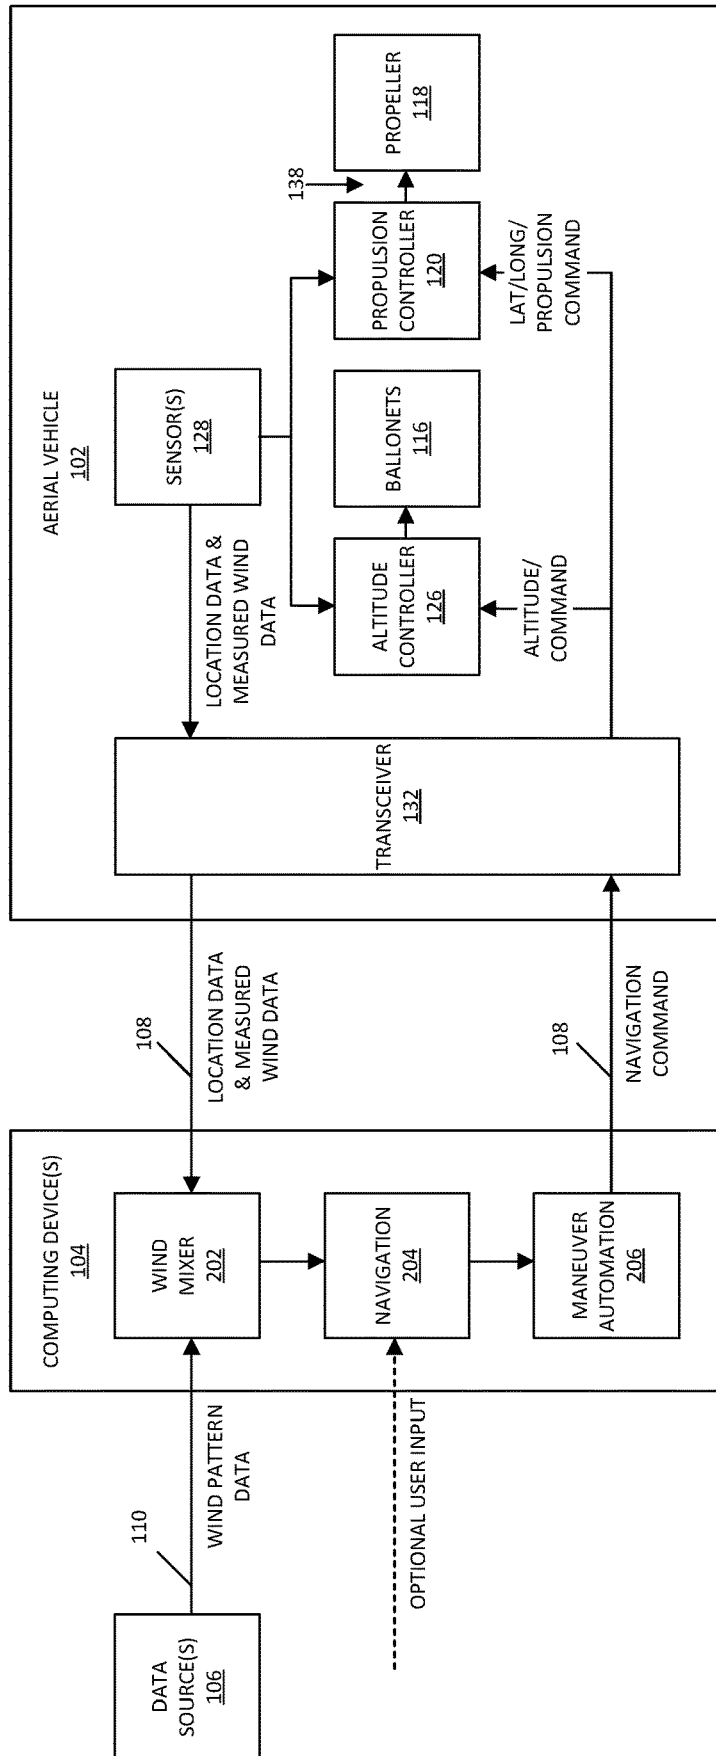 DATA
SOURCE(S)
106
110
WIND PATTERN
DATA
OPTIONAL USER INPUT
COMPUTING DEVICE(S)
104
WIND
MIXER
202
NAVIGATION
204
MANEUVER
AUTOMATION
206
108
LOCATION DATA
& MEASURED
WIND DATA
108
NAVIGATION
COMMAND
AERIAL VEHICLE
102
TRANSCEIVER
132
LOCATION DATA &
MEASURED WIND
DATA
SENSOR(S)
128
ALTITUDE
CONTROLLER
126
BALLONETS
116
PROPULSION
CONTROLLER
120
138
PROPELLER
118
ALTITUDE/
COMMAND
LAT/LONG/
PROPULSION
COMMAND